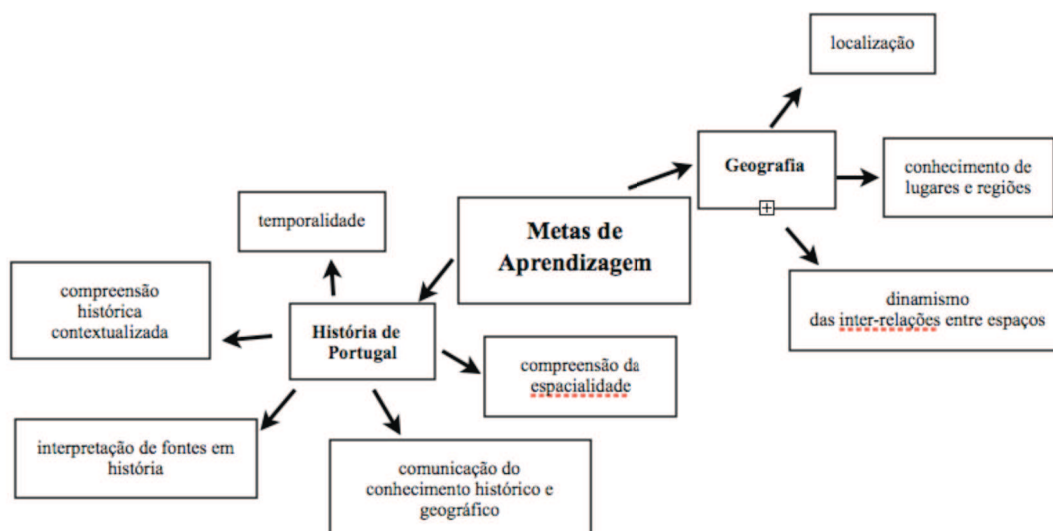 localização
Geografia
conhecimento de
lugares e regiões
temporalidade
Metas de
Aprendizagem
compreensão
histórica
contextualizada
dinamismo
das inter-relações entre espaços
História de
Portugal
compreensão da
espacialidade
interpretação de fontes em
história
comunicação do
conhecimento histórico e
geográfico